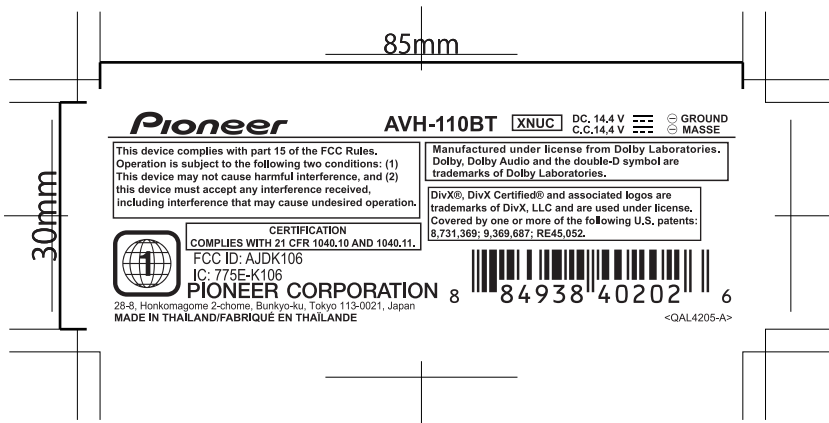 85mm
30mm
Pioneer
AVH-110BT
XNUC
DC. 14.4 V
C.C.14,4 V
⊖ GROUND
⊖ MASSE
This device complies with part 15 of the FCC Rules.
Operation is subject to the following two conditions: (1)
This device may not cause harmful interference, and (2)
this device must accept any interference received,
including interference that may cause undesired operation.
Manufactured under license from Dolby Laboratories.
Dolby, Dolby Audio and the double-D symbol are
trademarks of Dolby Laboratories.
DivX®, DivX Certified® and associated logos are
trademarks of DivX, LLC and are used under license.
Covered by one or more of the following U.S. patents:
8,731,369; 9,369,687; RE45,052.
CERTIFICATION
COMPLIES WITH 21 CFR 1040.10 AND 1040.11.
1
FCC ID: AJDK106
IC: 775E-K106
PIONEER CORPORATION
28-8, Honkomagome 2-chome, Bunkyo-ku, Tokyo 113-0021, Japan
MADE IN THAILAND/FABRIQUÉ EN THAÏLANDE
8 84938 40202 6
<QAL4205-A>